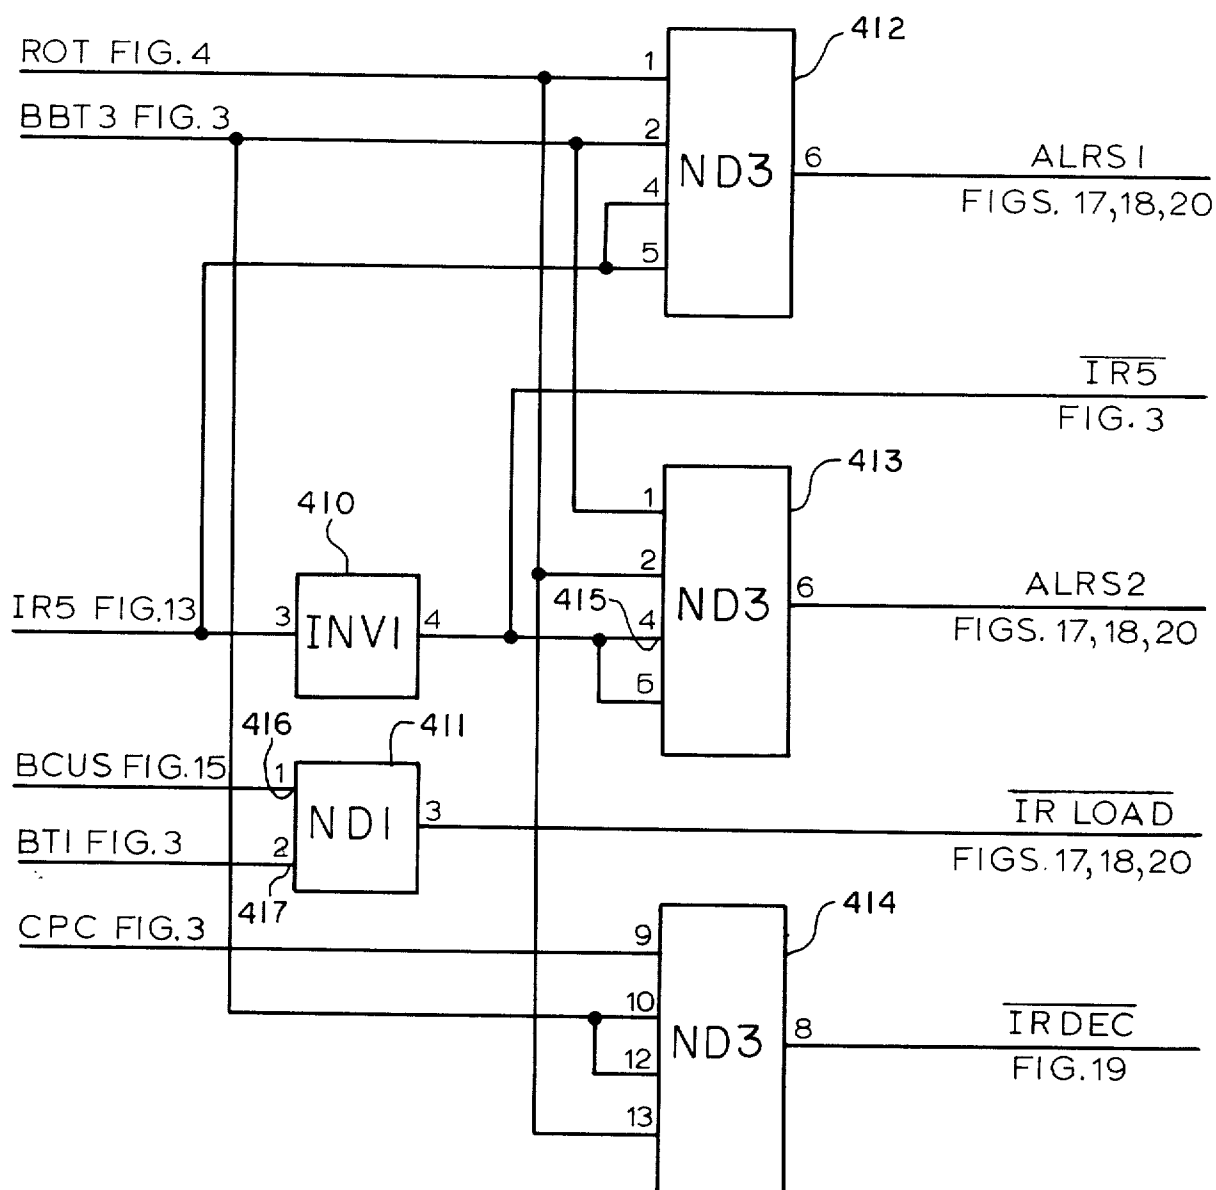 412
ROT FIG. 4
1
BBT3 FIG. 3
2
ND3
6
ALRS1
4
FIGS. 17,18,20
5
IR5
FIG. 3
413
410
1
2
ND3
6
ALRS2
IR5 FIG.13
3
INV1
4
415
4
FIGS. 17,18,20
5
416
411
BCUS FIG.15
1
ND1
3
IR LOAD
BT1 FIG. 3
2
FIGS. 17,18,20
417
414
CPC FIG. 3
9
10
ND3
8
IRDEC
12
FIG.19
13